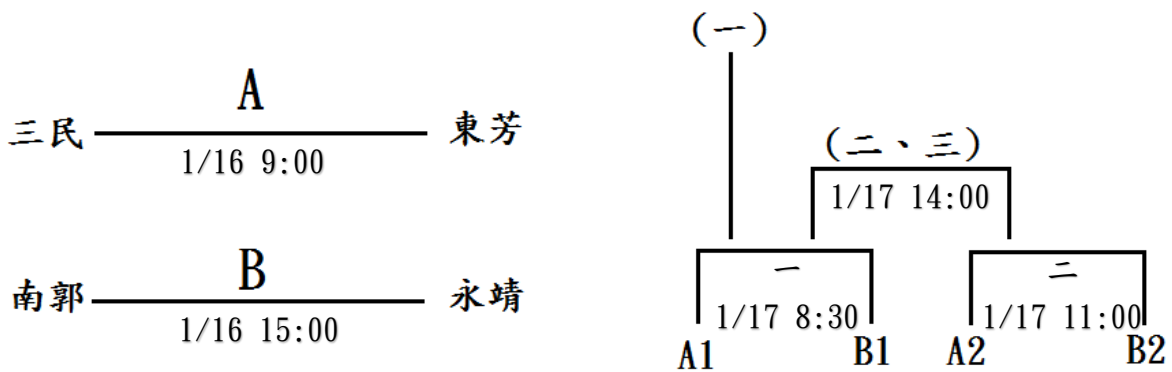 A
三民 東芳
1/16 9:00
B
南郭 永靖
1/16 15:00
(一)
(二、三)
1/17 14:00
一 二
1/17 8:30 1/17 11:00
A1 B1 A2 B2